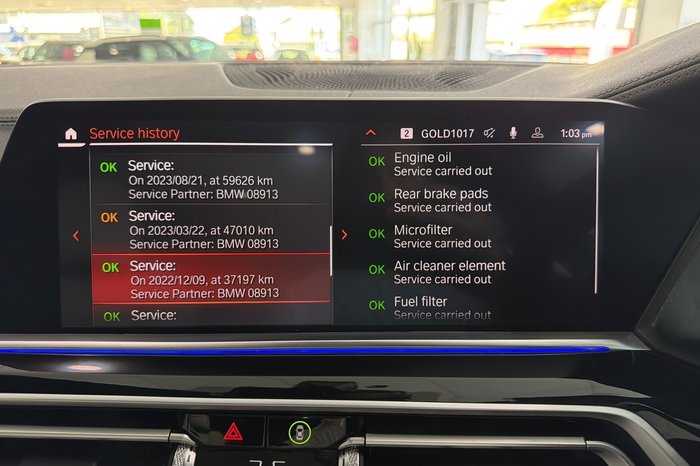 Service history
2 GOLD1017 1:03 pm
OK Service:
On 2023/08/21, at 59626 km
Service Partner: BMW 08913
OK Service:
On 2023/03/22, at 47010 km
Service Partner: BMW 08913
OK Service:
On 2022/12/09, at 37197 km
Service Partner: BMW 08913
OK Service:
OK Engine oil
Service carried out
OK Rear brake pads
Service carried out
OK Microfilter
Service carried out
OK Air cleaner element
Service carried out
OK Fuel filter
Service carried out